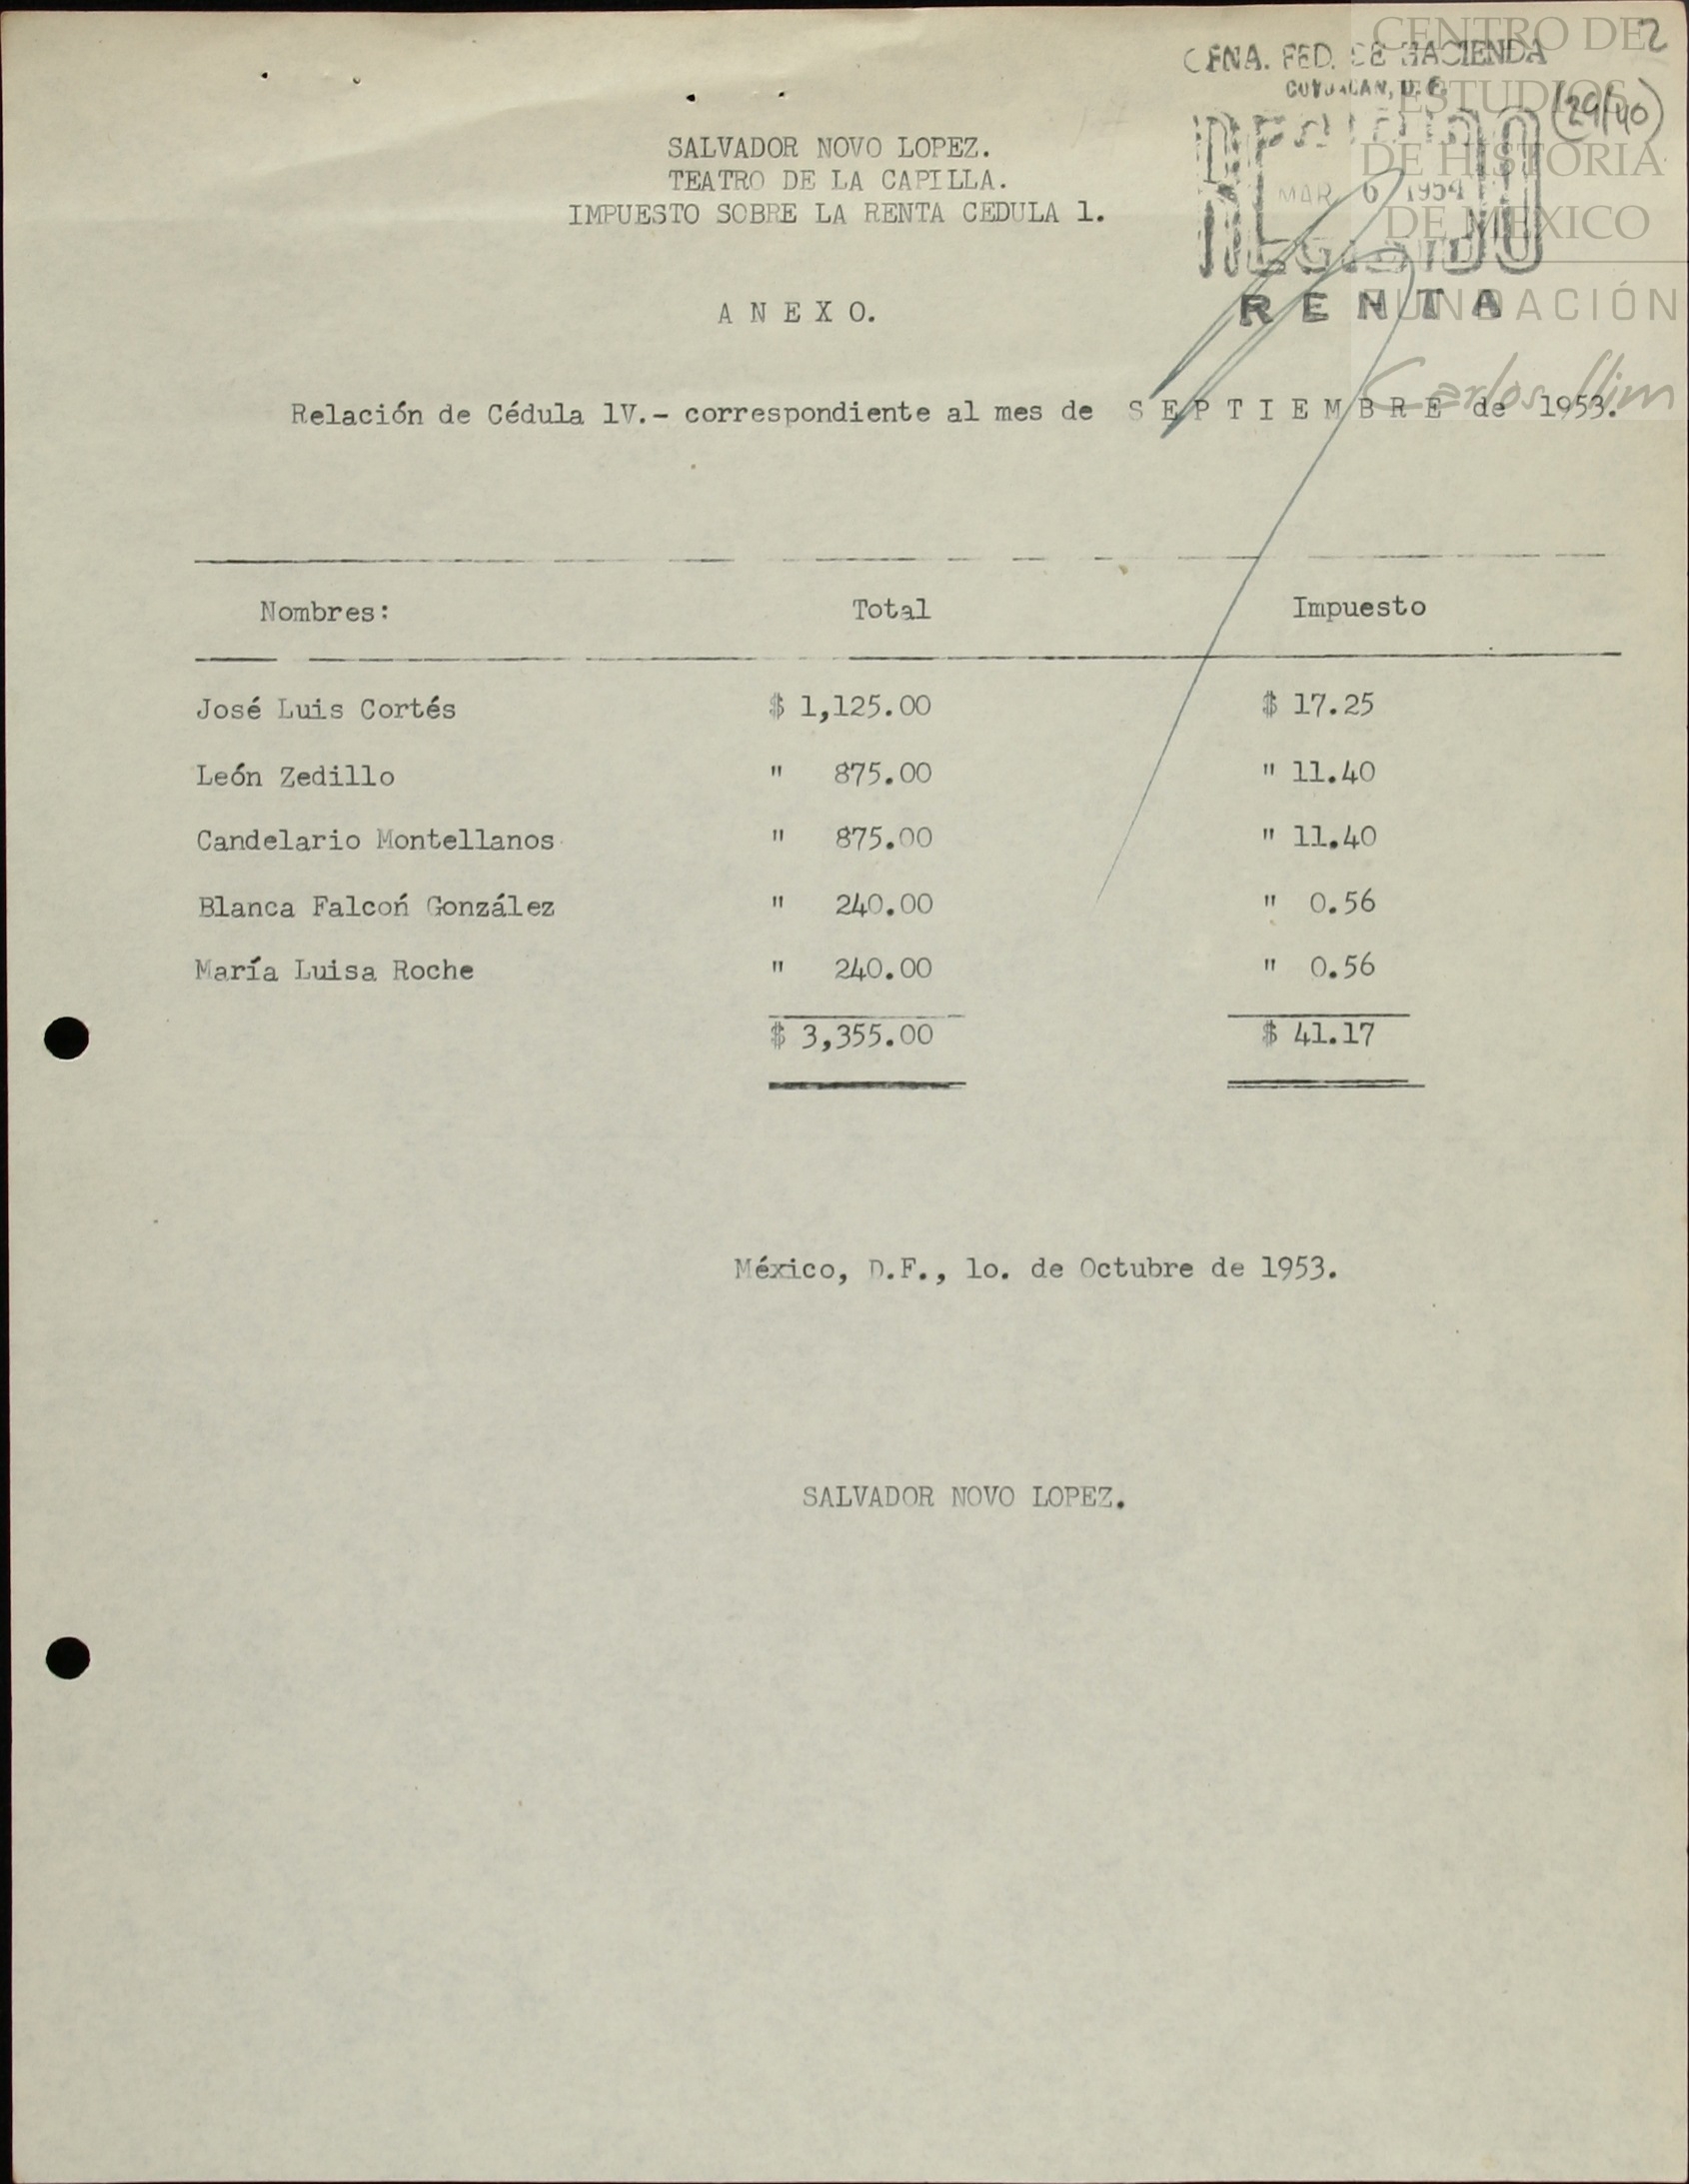 CENTRO DE
ESTUDIOS
DE HISTORIA
DE MÉXICO
FUNDACIÓN
Carlos Slim
2
(29/40)
OFNA. FED. DE HACIENDA
COYOACAN, D. F.
MAR 6 1954
RENTA
SALVADOR NOVO LOPEZ.
TEATRO DE LA CAPILLA.
IMPUESTO SOBRE LA RENTA CEDULA 1.
A N E X O.
Relación de Cédula lV.- correspondiente al mes de S E P T I E M B R E de 1953.
Nombres: Total Impuesto
José Luis Cortés $ 1,125.00 $ 17.25
León Zedillo " 875.00 " 11.40
Candelario Montellanos " 875.00 " 11.40
Blanca Falcoń González " 240.00 " 0.56
María Luisa Roche " 240.00 " 0.56
$ 3,355.00 $ 41.17
México, D.F., lo. de Octubre de 1953.
SALVADOR NOVO LOPEZ.